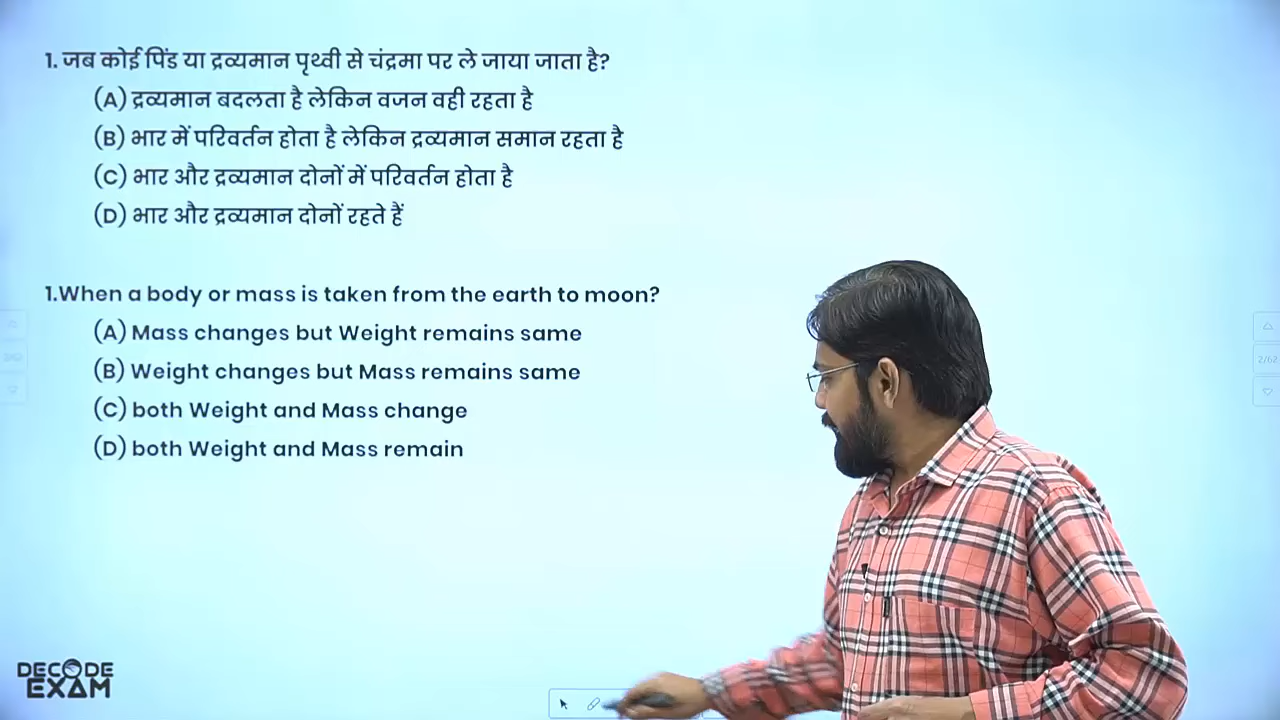 1. जब कोई पिंड या द्रव्यमान पृथ्वी से चंद्रमा पर ले जाया जाता है?
(A) द्रव्यमान बदलता है लेकिन वजन वही रहता है
(B) भार में परिवर्तन होता है लेकिन द्रव्यमान समान रहता है
(C) भार और द्रव्यमान दोनों में परिवर्तन होता है
(D) भार और द्रव्यमान दोनों रहते हैं
1.When a body or mass is taken from the earth to moon?
(A) Mass changes but Weight remains same
(B) Weight changes but Mass remains same
(C) both Weight and Mass change
(D) both Weight and Mass remain
2/62
DECODE
EXAM